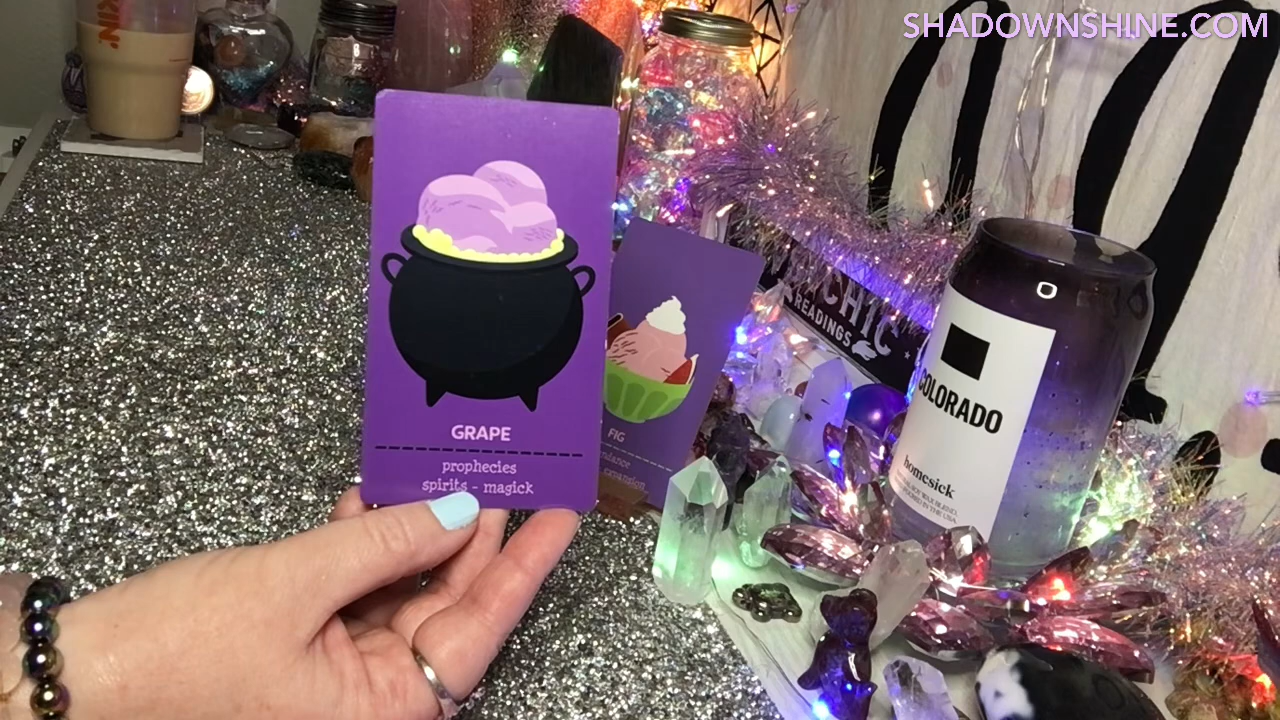 SHADOWNSHINE.COM
GRAPE
prophecies
spirits - magick
FIG
READINGS
COLORADO
homesick